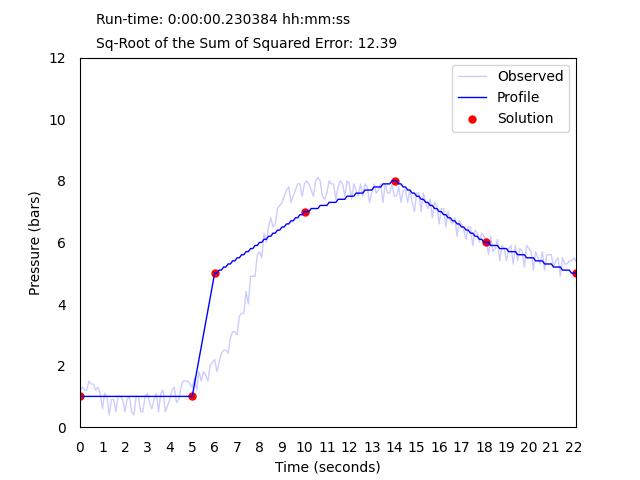 Run-time: 0:00:00.230384 hh:mm:ss
Sq-Root of the Sum of Squared Error: 12.39
12
10
8
6
4
2
0
Pressure (bars)
Observed
Profile
Solution
0 1 2 3 4 5 6 7 8 9 10 11 12 13 14 15 16 17 18 19 20 21 22
Time (seconds)